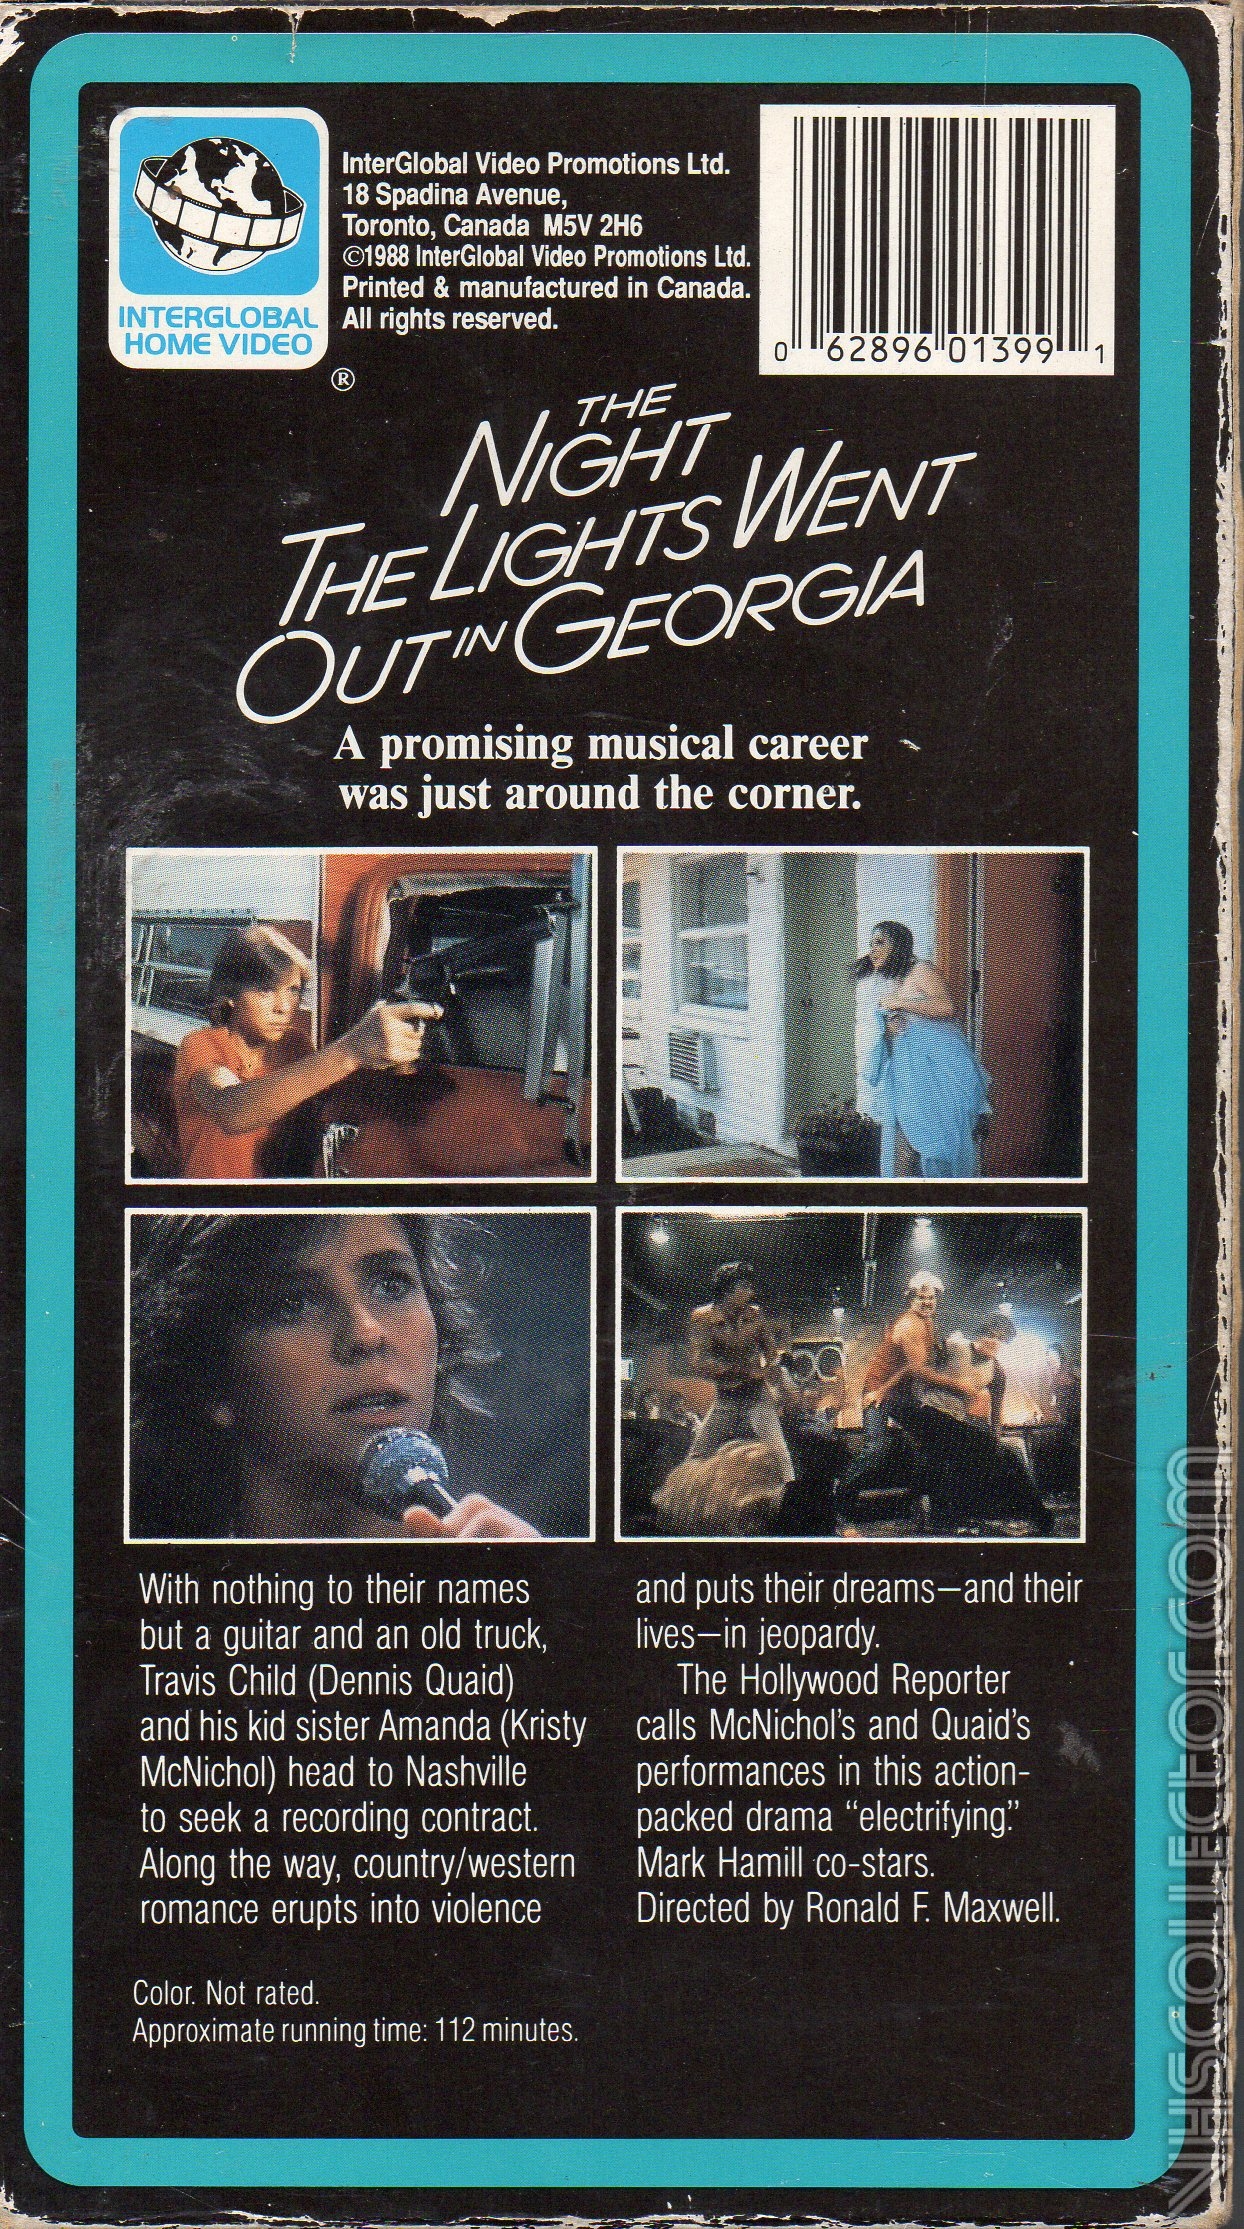 InterGlobal Video Promotions Ltd.
18 Spadina Avenue,
Toronto, Canada M5V 2H6
©1988 InterGlobal Video Promotions Ltd.
Printed & manufactured in Canada.
All rights reserved.
INTERGLOBAL
HOME VIDEO
®
0 62896 01399 1
THE
NIGHT
THE LIGHTS WENT
OUT IN GEORGIA
A promising musical career
was just around the corner.
With nothing to their names
but a guitar and an old truck,
Travis Child (Dennis Quaid)
and his kid sister Amanda (Kristy
McNichol) head to Nashville
to seek a recording contract.
Along the way, country/western
romance erupts into violence
and puts their dreams—and their
lives—in jeopardy.
The Hollywood Reporter
calls McNichol's and Quaid's
performances in this action-
packed drama “electrifying.”
Mark Hamill co-stars.
Directed by Ronald F. Maxwell.
Color. Not rated.
Approximate running time: 112 minutes.
VHSCOLLECTOR.COM